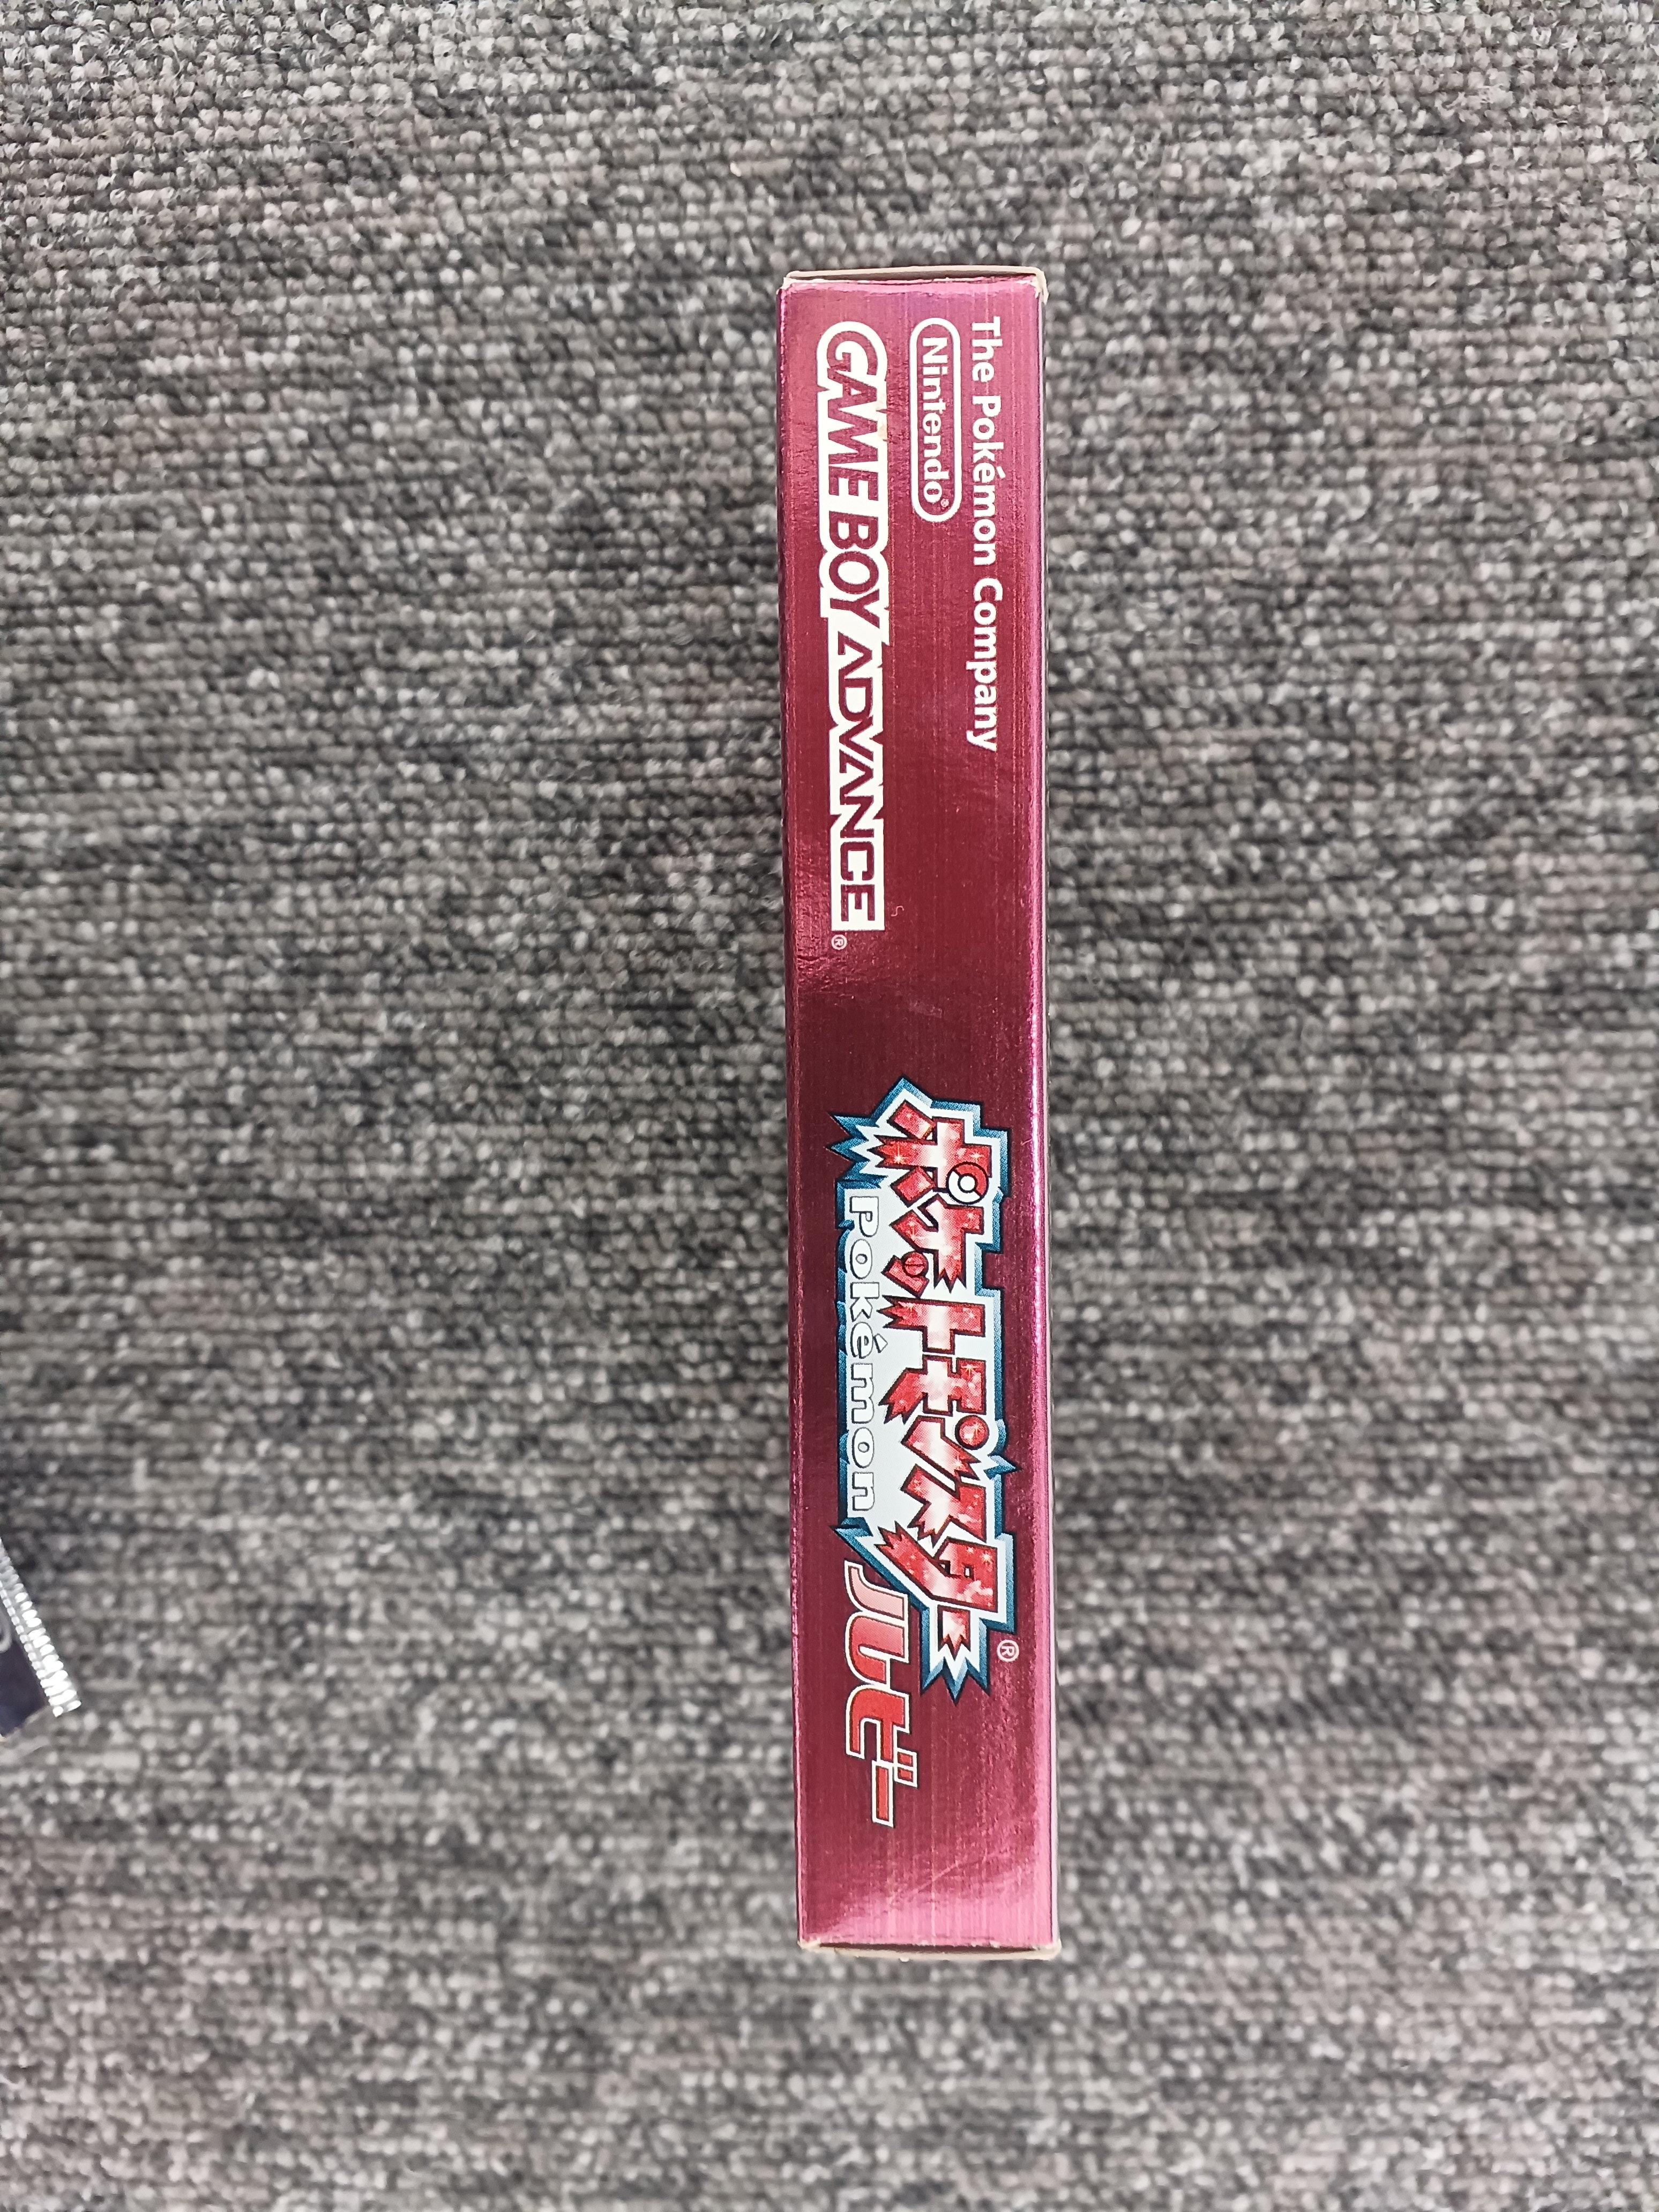 The Pokémon Company
Nintendo®
GAME BOY ADVANCE®
ポケットモンスター®
pokémon
ルビー